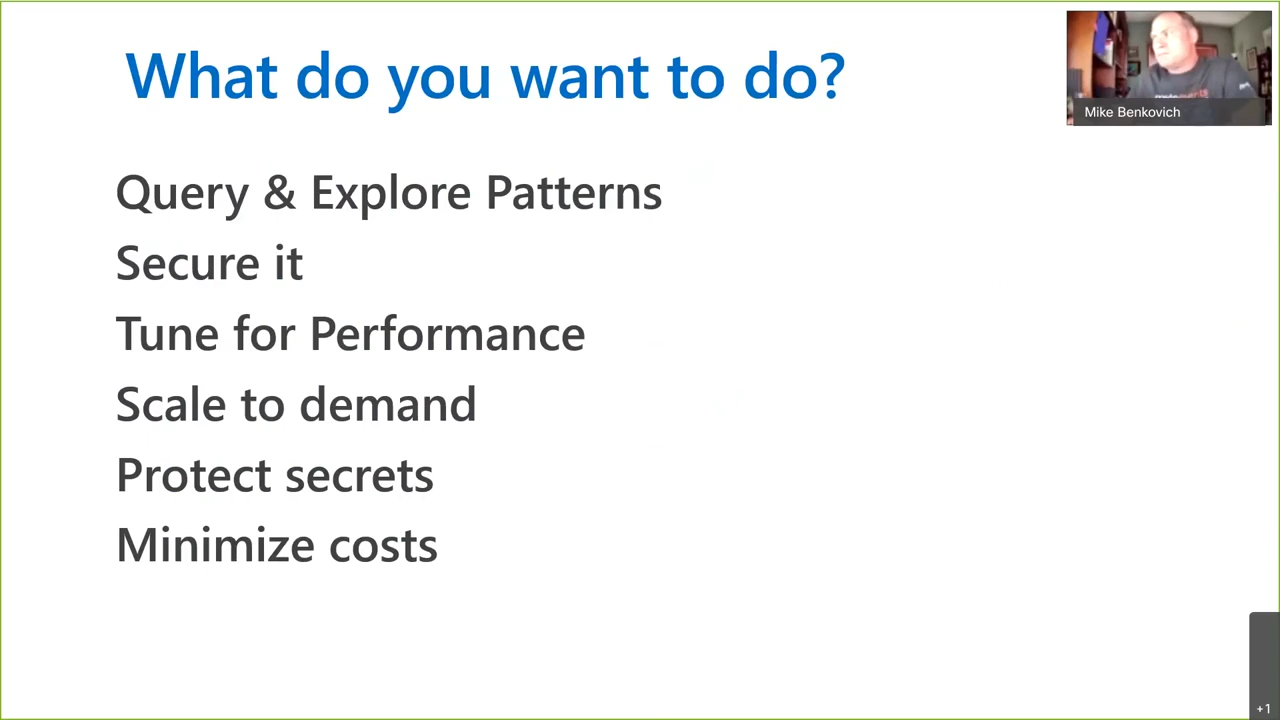 What do you want to do?
Mike Benkovich
Query & Explore Patterns
Secure it
Tune for Performance
Scale to demand
Protect secrets
Minimize costs
+1